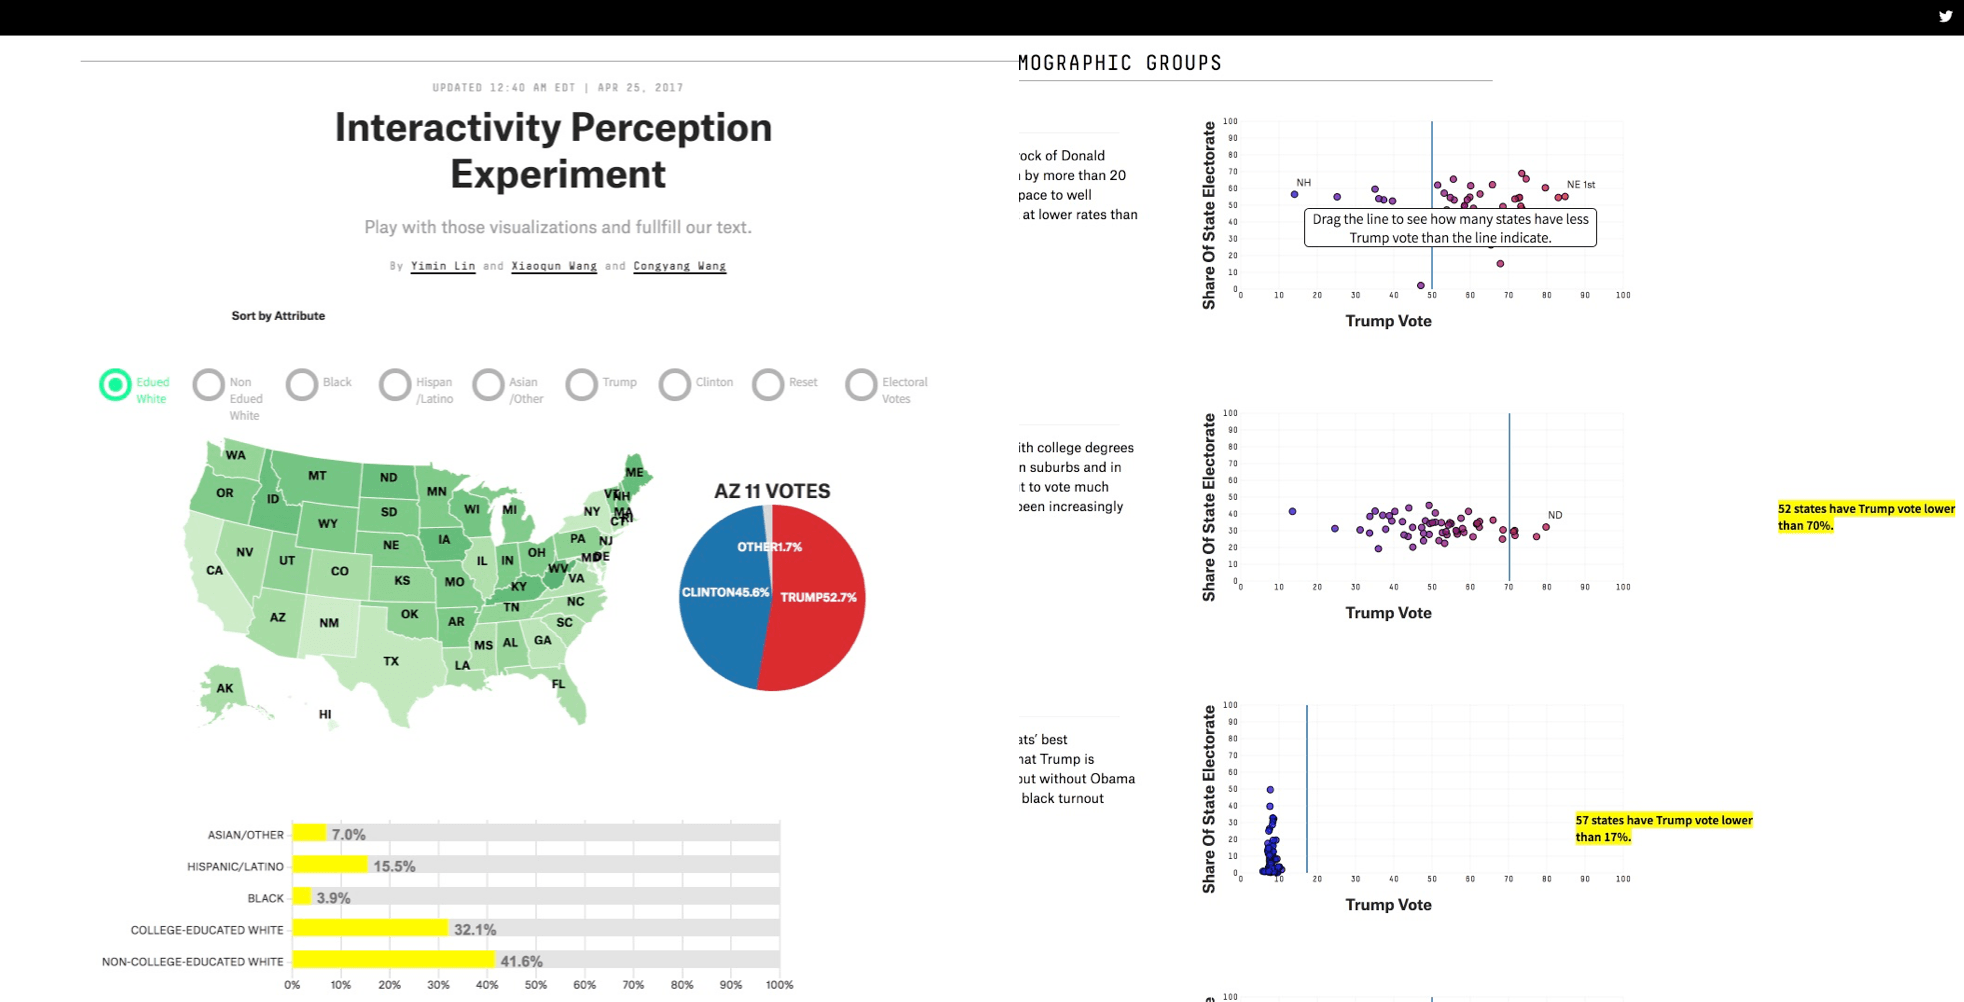 UPDATED 12:40 AM EDT | APR 25, 2017
Interactivity Perception
Experiment
Play with those visualizations and fullfill our text.
By Yimin Lin and Xiaoqun Wang and Congyang Wang
Sort by Attribute
Edued
White
Non
Edued
White
Black
Hispan
/Latino
Asian
/Other
Trump
Clinton
Reset
Electoral
Votes
WA
OR
ID
MT
ND
MN
SD
WY
WI
MI
NY
VT
NH
ME
MA
CT
RI
NV
UT
CA
CO
NE
IA
IL
IN
OH
PA
NJ
MD
DE
WV
VA
KS
MO
KY
NC
TN
AZ
NM
OK
AR
SC
MS
AL
GA
TX
LA
FL
AK
HI
AZ 11 VOTES
OTHER1.7%
CLINTON45.6%
TRUMP52.7%
ASIAN/OTHER 7.0%
HISPANIC/LATINO 15.5%
BLACK 3.9%
COLLEGE-EDUCATED WHITE 32.1%
NON-COLLEGE-EDUCATED WHITE 41.6%
0% 10% 20% 30% 40% 50% 60% 70% 80% 90% 100%
MOGRAPHIC GROUPS
rock of Donald
by more than 20
pace to well
at lower rates than
Share Of State Electorate
100
90
80
70
60
50
40
30
20
10
0
NH
NE 1st
Drag the line to see how many states have less
Trump vote than the line indicate.
0 10 20 30 40 50 60 70 80 90 100
Trump Vote
ith college degrees
n suburbs and in
t to vote much
been increasingly
Share Of State Electorate
100
90
80
70
60
50
40
30
20
10
0
ND
0 10 20 30 40 50 60 70 80 90 100
Trump Vote
52 states have Trump vote lower
than 70%.
ats' best
hat Trump is
out without Obama
black turnout
Share Of State Electorate
100
90
80
70
60
50
40
30
20
10
0
0 10 20 30 40 50 60 70 80 90 100
Trump Vote
57 states have Trump vote lower
than 17%.
100